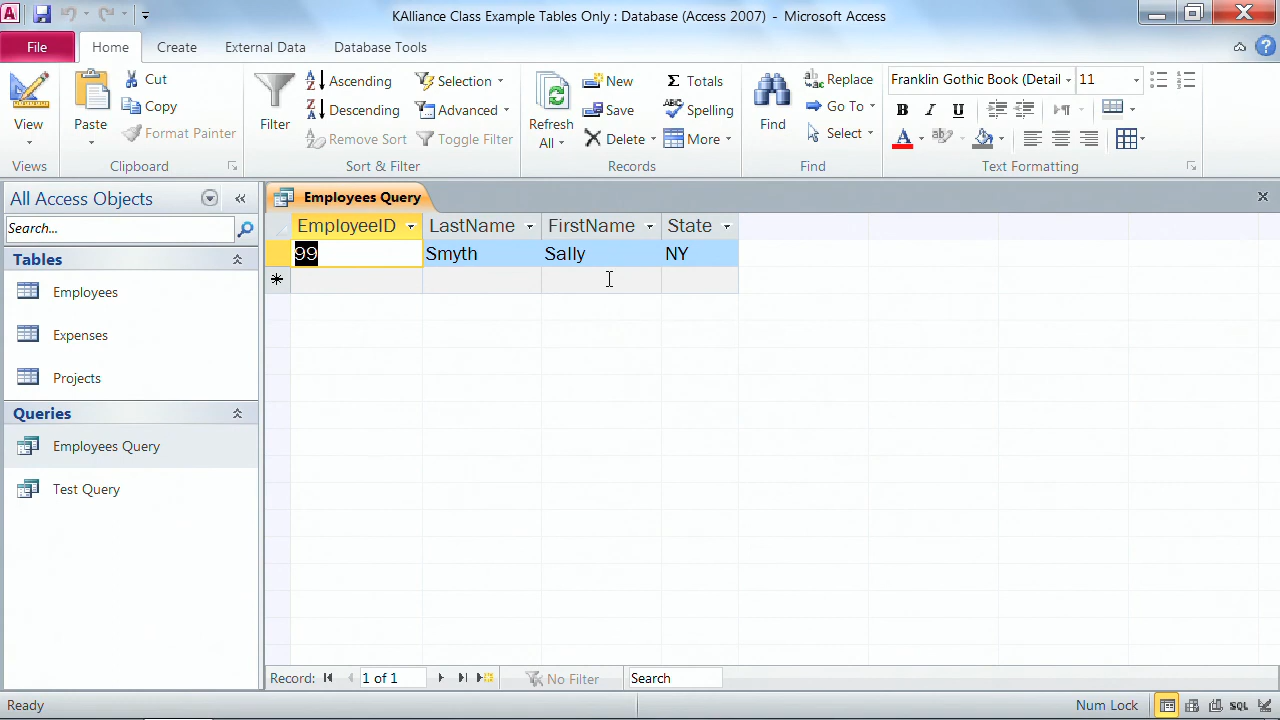 KAlliance Class Example Tables Only : Database (Access 2007) - Microsoft Access
File Home Create External Data Database Tools
View
Paste
Cut
Copy
Format Painter
Filter
Ascending
Descending
Remove Sort
Selection
Advanced
Toggle Filter
Refresh
All
New
Save
Delete
Totals
Spelling
More
Find
Replace
Go To
Select
Franklin Gothic Book (Detail 11
B I U
A ab
Views Clipboard Sort & Filter Records Find Text Formatting
All Access Objects
Search...
Tables
Employees
Expenses
Projects
Queries
Employees Query
Test Query
Employees Query
EmployeeID LastName FirstName State
99 Smyth Sally NY
Record: 1 of 1 No Filter Search
Ready Num Lock SQL